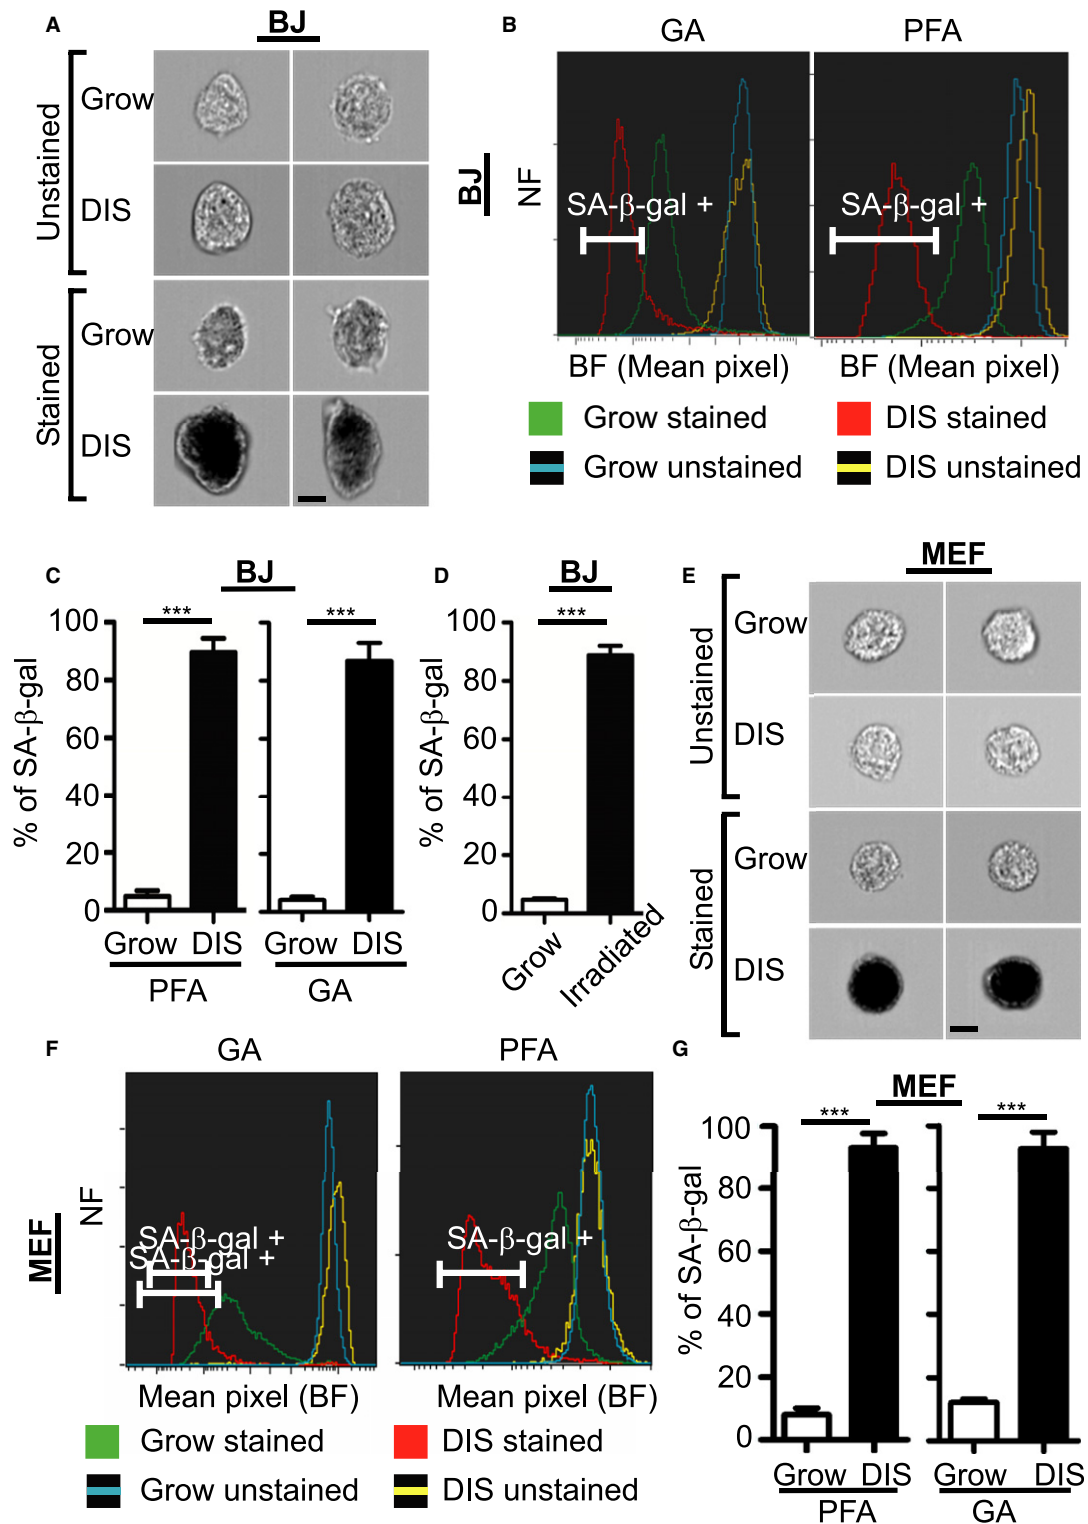 A
BJ
Unstained
Grow
DIS
Stained
Grow
DIS
B
GA
PFA
BJ
NF
SA-β-gal +
SA-β-gal +
BF (Mean pixel)
BF (Mean pixel)
Grow stained
DIS stained
Grow unstained
DIS unstained
C
BJ
% of SA-β-gal
100
80
60
40
20
0
***
***
Grow DIS
Grow DIS
PFA
GA
D
BJ
% of SA-β-gal
100
80
60
40
20
0
***
Grow
Irradiated
E
MEF
Unstained
Grow
DIS
Stained
Grow
DIS
F
GA
PFA
MEF
NF
SA-β-gal +
SA-β-gal +
SA-β-gal +
Mean pixel (BF)
Mean pixel (BF)
Grow stained
DIS stained
Grow unstained
DIS unstained
G
MEF
% of SA-β-gal
100
80
60
40
20
0
***
***
Grow DIS
Grow DIS
PFA
GA